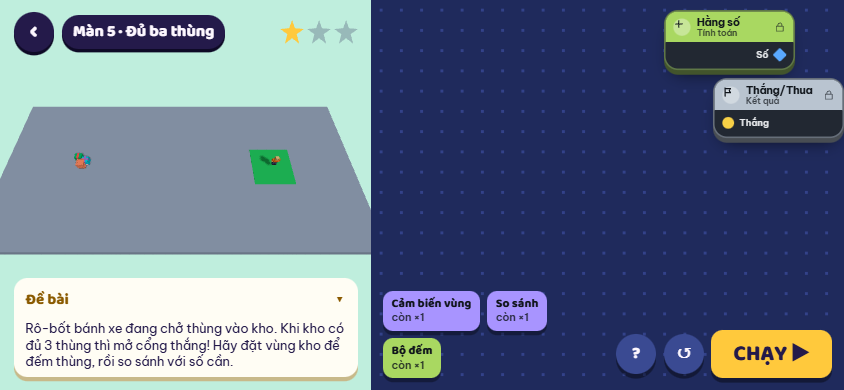 Màn 5 · Đủ ba thùng
Đề bài
Rô-bốt bánh xe đang chở thùng vào kho. Khi kho có
đủ 3 thùng thì mở cổng thắng! Hãy đặt vùng kho để
đếm thùng, rồi so sánh với số cần.
Hằng số
Tính toán
Số
Thắng/Thua
Kết quả
Thắng
Cảm biến vùng
còn ×1
So sánh
còn ×1
Bộ đếm
còn ×1
?
CHẠY